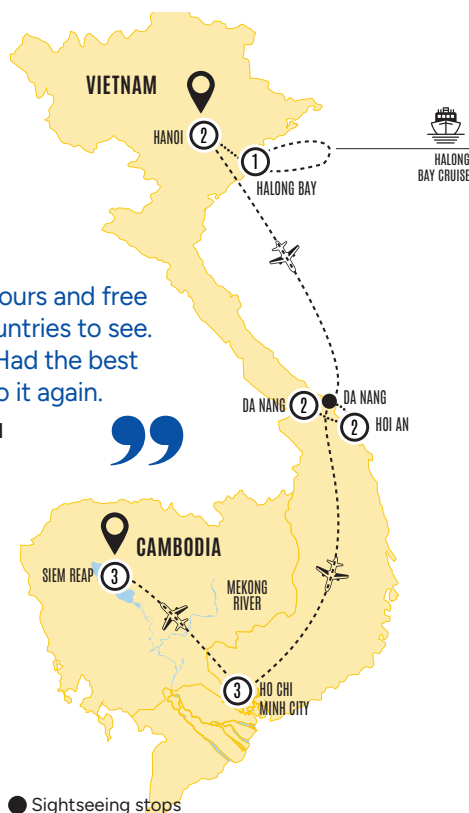 VIETNAM
HANOI
2
1
HALONG BAY
HALONG
BAY CRUISE
ours and free
untries to see.
Had the best
o it again.
”
DA NANG
2
DA NANG
2
HOI AN
CAMBODIA
SIEM REAP
3
MEKONG
RIVER
3
HO CHI
MINH CITY
Sightseeing stops